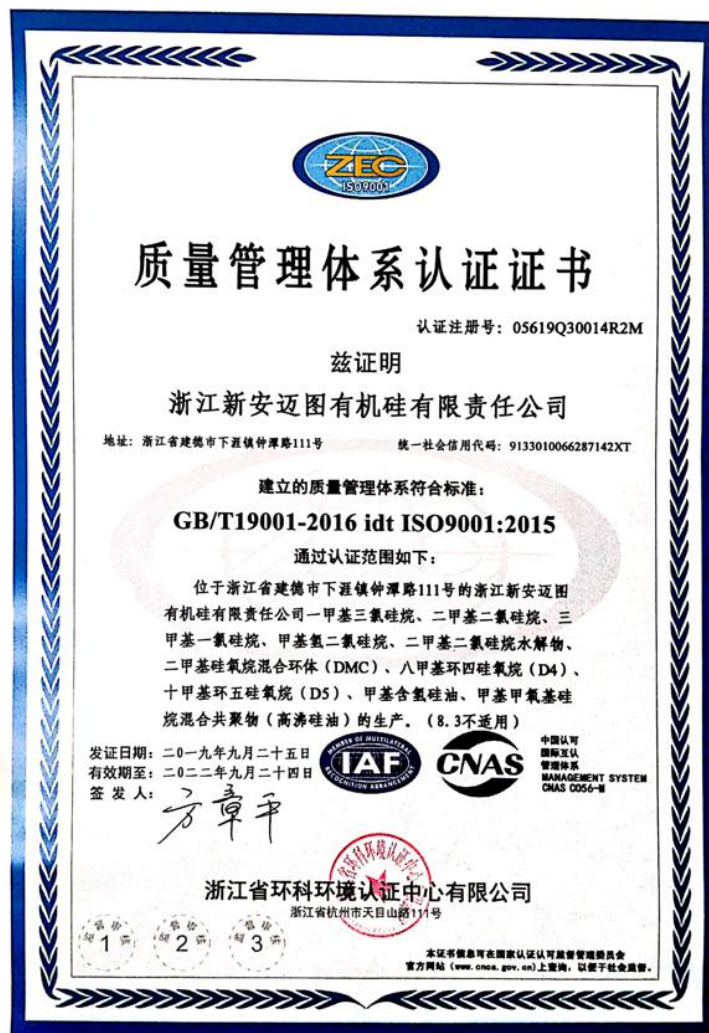 ZEC
ISO9001
质量管理体系认证证书
认证注册号：05619Q30014R2M
兹证明
浙江新安迈图有机硅有限责任公司
地址：浙江省建德市下涯镇钟潭路111号 统一社会信用代码：9133010066287142XT
建立的质量管理体系符合标准：
GB/T19001-2016 idt ISO9001:2015
通过认证范围如下：
位于浙江省建德市下涯镇钟潭路111号的浙江新安迈图
有机硅有限责任公司一甲基三氯硅烷、二甲基二氯硅烷、三
甲基一氯硅烷、甲基氢二氯硅烷、二甲基二氯硅烷水解物、
二甲基硅氧烷混合环体（DMC）、八甲基环四硅氧烷（D4）、
十甲基环五硅氧烷（D5）、甲基含氢硅油、甲基甲氧基硅
烷混合共聚物（高沸硅油）的生产。（8.3不适用）
发证日期：二0一九年九月二十五日
有效期至：二0二二年九月二十四日
签 发 人：
方章平
MEMBER OF MULTILATERAL
IAF
RECOGNITION ARRANGEMENT
CNAS
中国认可
国际互认
管理体系
MANAGEMENT SYSTEM
CNAS C056-M
浙江省环科环境认证中心有限公司
浙江省杭州市天目山路111号
1
2
3
本证书信息可在国家认证认可监督管理委员会
官方网站（www.cnca.gov.cn)上查询，以便于社会监督。